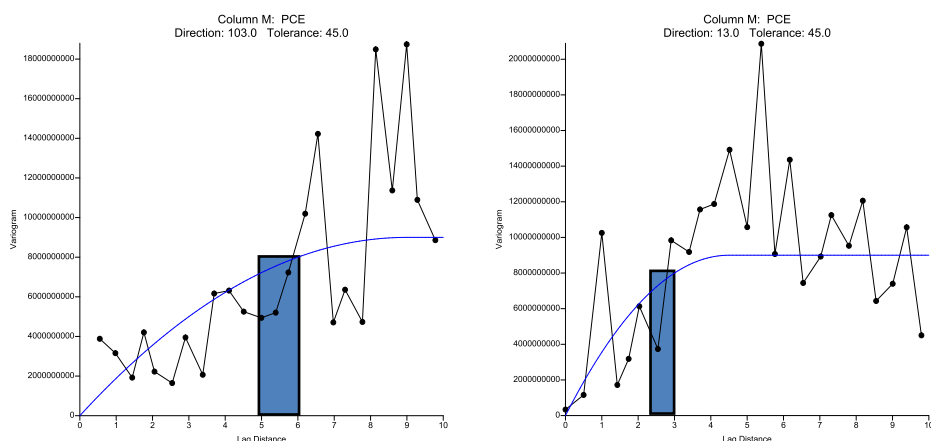 Column M: PCE
Direction: 103.0 Tolerance: 45.0
18000000000
16000000000
14000000000
12000000000
10000000000
8000000000
6000000000
4000000000
2000000000
0
Variogram
0 1 2 3 4 5 6 7 8 9 10
Lag Distance
Column M: PCE
Direction: 13.0 Tolerance: 45.0
20000000000
18000000000
16000000000
14000000000
12000000000
10000000000
8000000000
6000000000
4000000000
2000000000
0
Variogram
0 1 2 3 4 5 6 7 8 9 10
Lag Distance